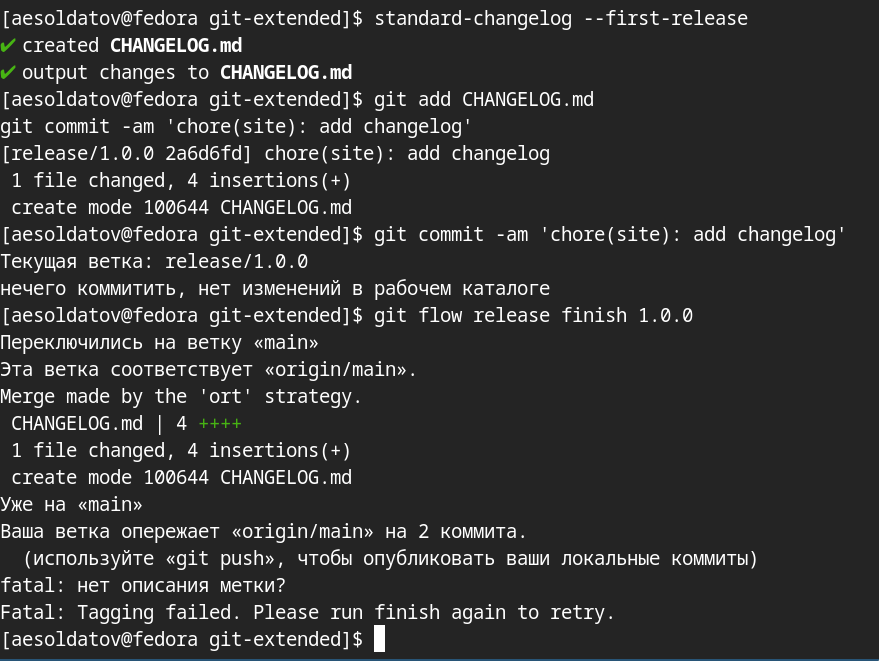 [aesoldatov@fedora git-extended]$ standard-changelog --first-release
✔ created CHANGELOG.md
✔ output changes to CHANGELOG.md
[aesoldatov@fedora git-extended]$ git add CHANGELOG.md
git commit -am 'chore(site): add changelog'
[release/1.0.0 2a6d6fd] chore(site): add changelog
 1 file changed, 4 insertions(+)
 create mode 100644 CHANGELOG.md
[aesoldatov@fedora git-extended]$ git commit -am 'chore(site): add changelog'
Текущая ветка: release/1.0.0
нечего коммитить, нет изменений в рабочем каталоге
[aesoldatov@fedora git-extended]$ git flow release finish 1.0.0
Переключились на ветку «main»
Эта ветка соответствует «origin/main».
Merge made by the 'ort' strategy.
 CHANGELOG.md | 4 ++++
 1 file changed, 4 insertions(+)
 create mode 100644 CHANGELOG.md
Уже на «main»
Ваша ветка опережает «origin/main» на 2 коммита.
  (используйте «git push», чтобы опубликовать ваши локальные коммиты)
fatal: нет описания метки?
Fatal: Tagging failed. Please run finish again to retry.
[aesoldatov@fedora git-extended]$